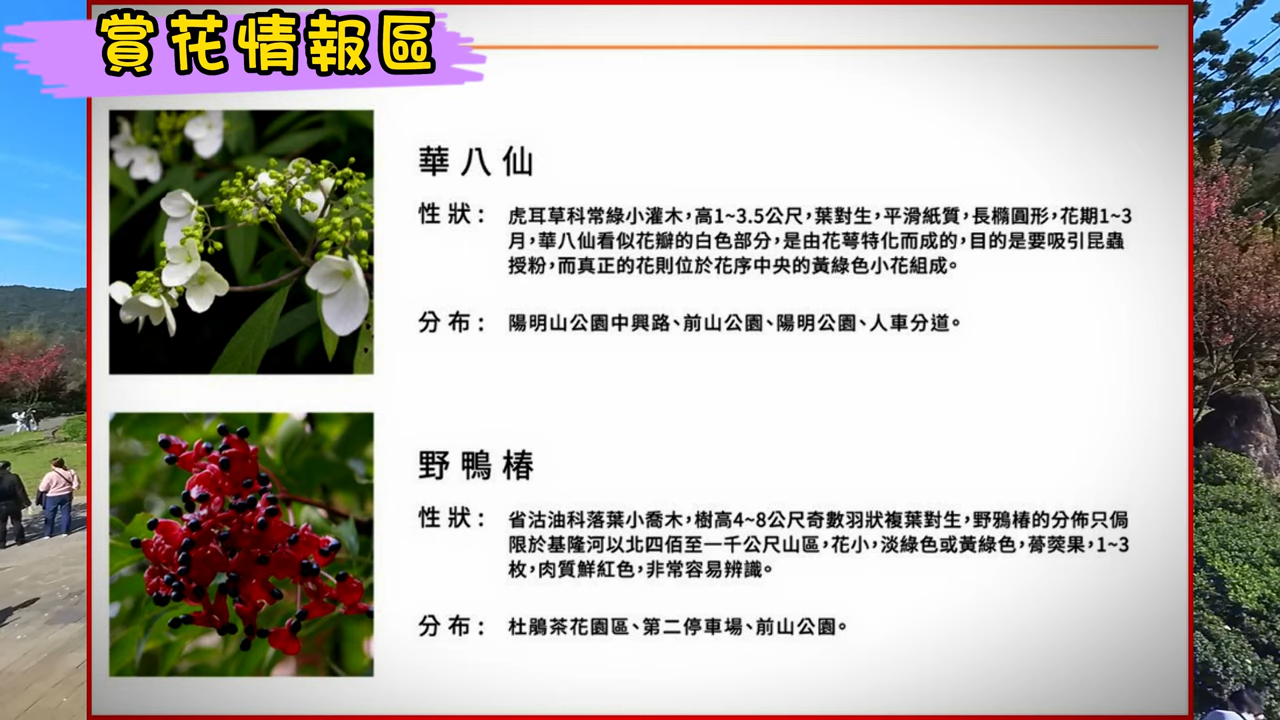 賞花情報區
華八仙
性狀：虎耳草科常綠小灌木，高1~3.5公尺，葉對生，平滑紙質，長橢圓形，花期1~3
月，華八仙看似花瓣的白色部分，是由花萼特化而成的，目的是要吸引昆蟲
授粉，而真正的花則位於花序中央的黃綠色小花組成。
分布：陽明山公園中興路、前山公園、陽明公園、人車分道。
野鴨椿
性狀：省沽油科落葉小喬木，樹高4~8公尺奇數羽狀複葉對生，野鴉椿的分佈只侷
限於基隆河以北四佰至一千公尺山區，花小，淡綠色或黃綠色，蓇葖果，1~3
枚，肉質鮮紅色，非常容易辨識。
分布：杜鵑茶花園區、第二停車場、前山公園。